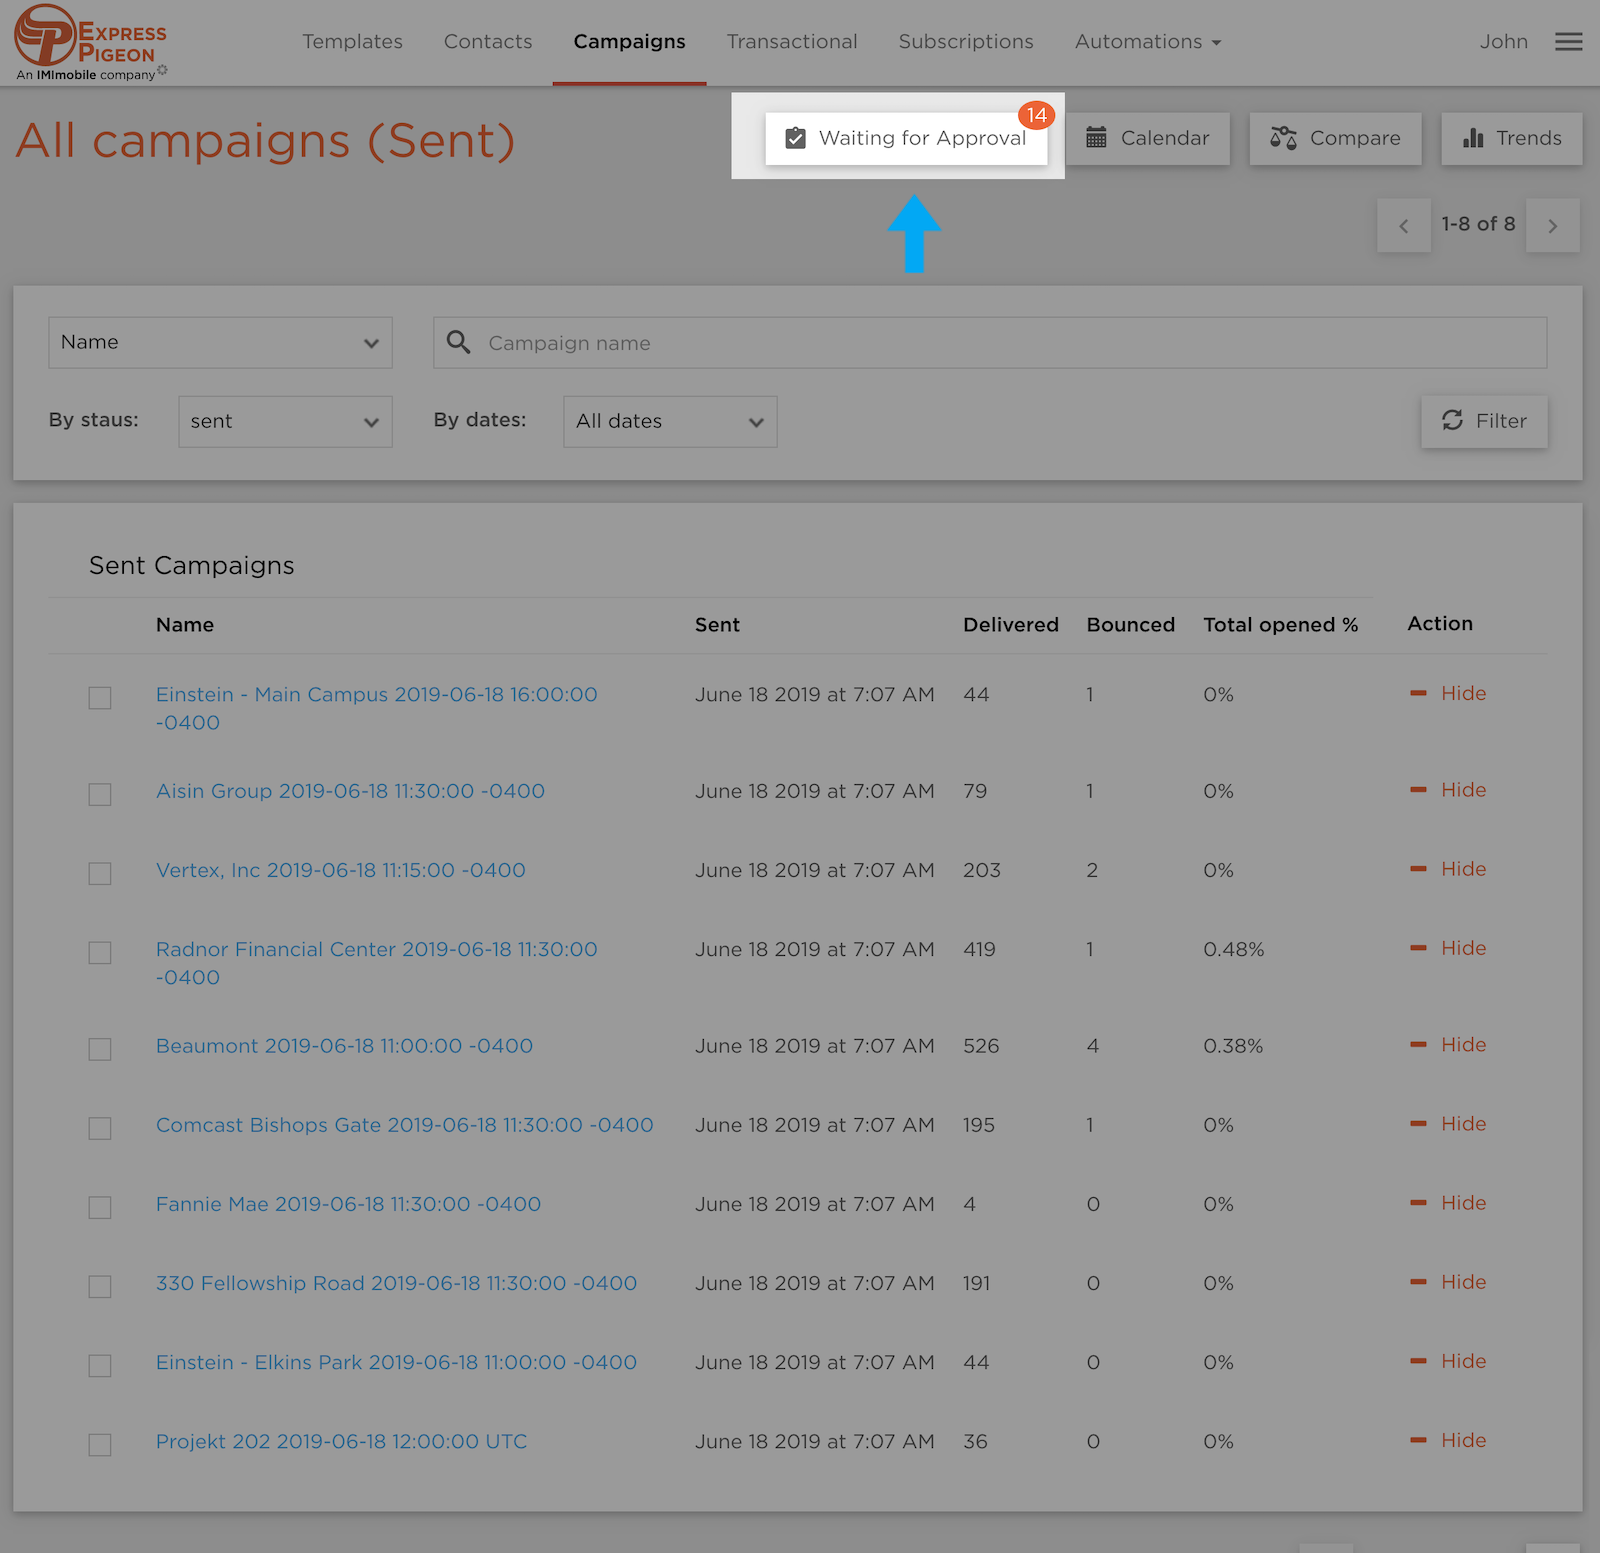 EXPRESS
PIGEON
An IMImobile company
Templates Contacts Campaigns Transactional Subscriptions Automations John
All campaigns (Sent)
Waiting for Approval 14 Calendar Compare Trends
1-8 of 8
Name Campaign name
By staus: sent By dates: All dates Filter
Sent Campaigns
Name Sent Delivered Bounced Total opened % Action
Einstein - Main Campus 2019-06-18 16:00:00 June 18 2019 at 7:07 AM 44 1 0% Hide
-0400
Aisin Group 2019-06-18 11:30:00 -0400 June 18 2019 at 7:07 AM 79 1 0% Hide
Vertex, Inc 2019-06-18 11:15:00 -0400 June 18 2019 at 7:07 AM 203 2 0% Hide
Radnor Financial Center 2019-06-18 11:30:00 June 18 2019 at 7:07 AM 419 1 0.48% Hide
-0400
Beaumont 2019-06-18 11:00:00 -0400 June 18 2019 at 7:07 AM 526 4 0.38% Hide
Comcast Bishops Gate 2019-06-18 11:30:00 -0400 June 18 2019 at 7:07 AM 195 1 0% Hide
Fannie Mae 2019-06-18 11:30:00 -0400 June 18 2019 at 7:07 AM 4 0 0% Hide
330 Fellowship Road 2019-06-18 11:30:00 -0400 June 18 2019 at 7:07 AM 191 0 0% Hide
Einstein - Elkins Park 2019-06-18 11:00:00 -0400 June 18 2019 at 7:07 AM 44 0 0% Hide
Projekt 202 2019-06-18 12:00:00 UTC June 18 2019 at 7:07 AM 36 0 0% Hide